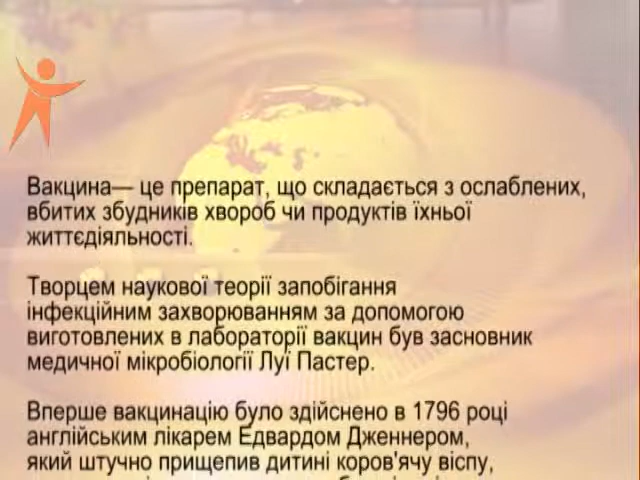 Вакцина— це препарат, що складається з ослаблених,
вбитих збудників хвороб чи продуктів їхньої
життєдіяльності.
Творцем наукової теорії запобігання
інфекційним захворюванням за допомогою
виготовлених в лабораторії вакцин був засновник
медичної мікробіології Луї Пастер.
Вперше вакцинацію було здійснено в 1796 році
англійським лікарем Едвардом Дженнером,
який штучно прищепив дитині коров'ячу віспу,